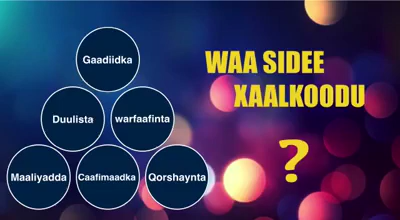 Gaadiidka
Duulista
warfaafinta
Maaliyadda
Caafimaadka
Qorshaynta
WAA SIDEE
XAALKOODU
?